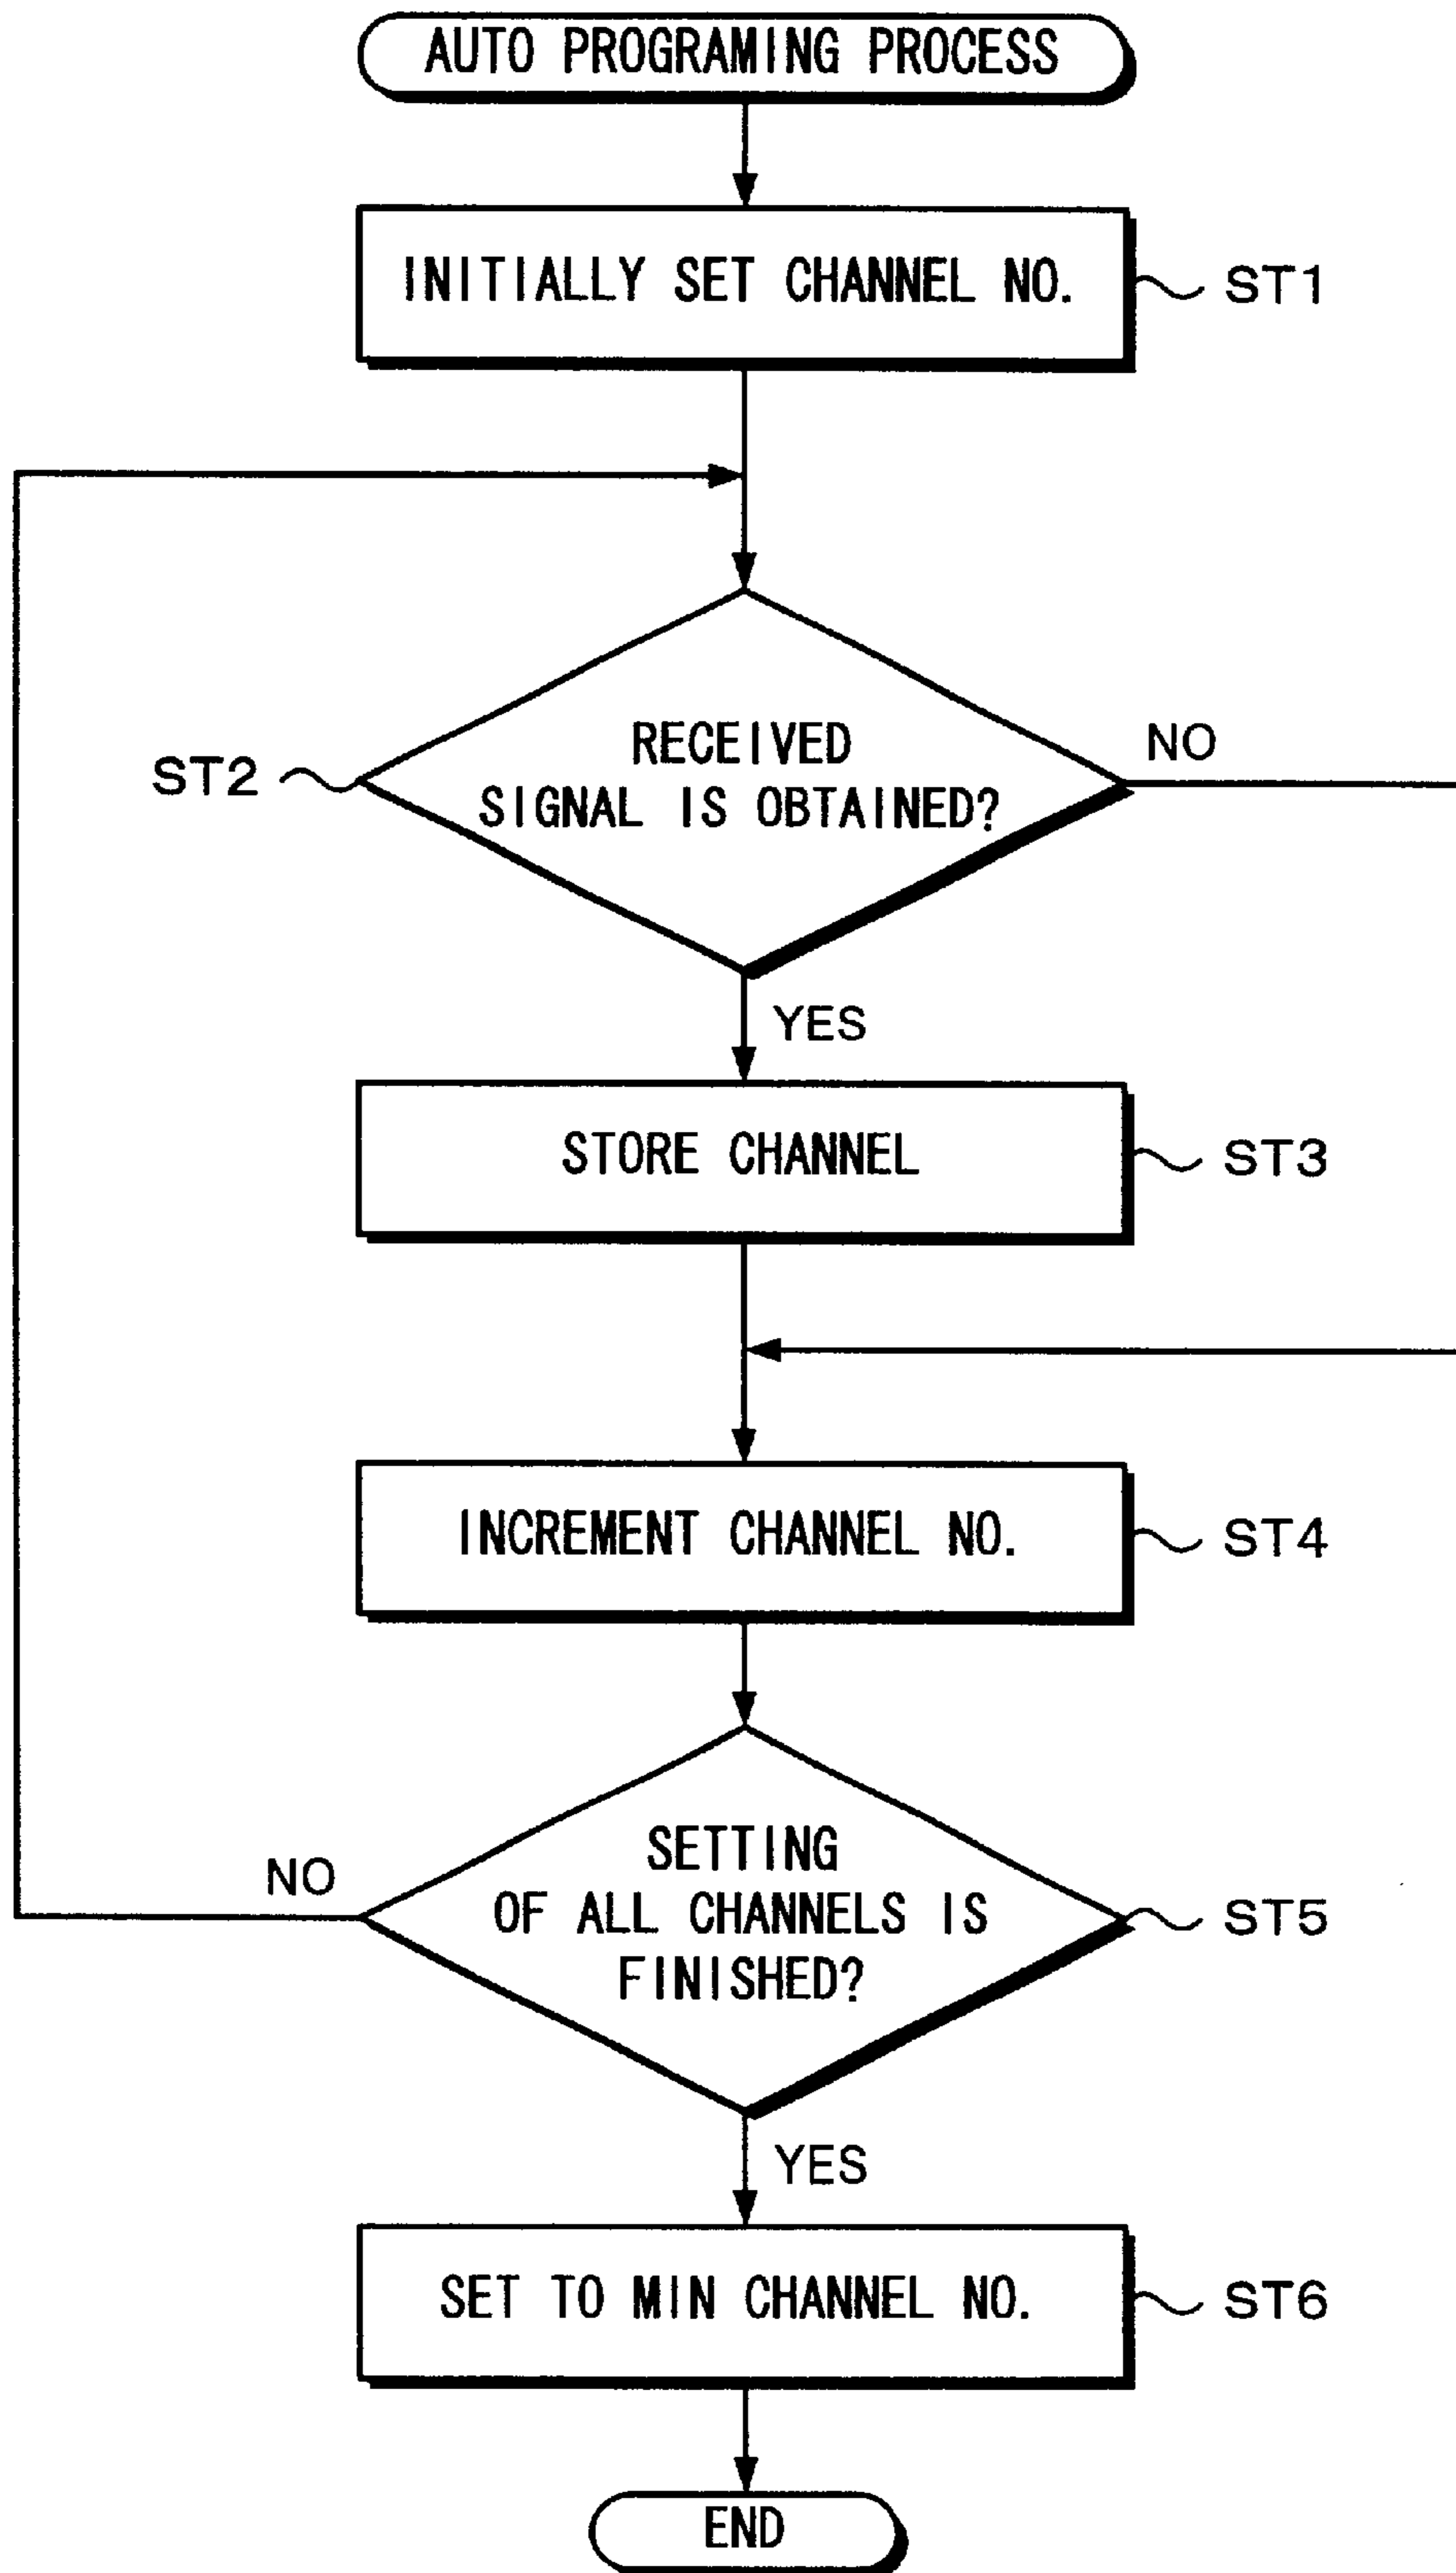 AUTO PROGRAMING PROCESS
INITIALLY SET CHANNEL NO.
ST1
RECEIVED
SIGNAL IS OBTAINED?
ST2
NO
YES
STORE CHANNEL
ST3
INCREMENT CHANNEL NO.
ST4
SETTING
OF ALL CHANNELS IS
FINISHED?
ST5
NO
YES
SET TO MIN CHANNEL NO.
ST6
END